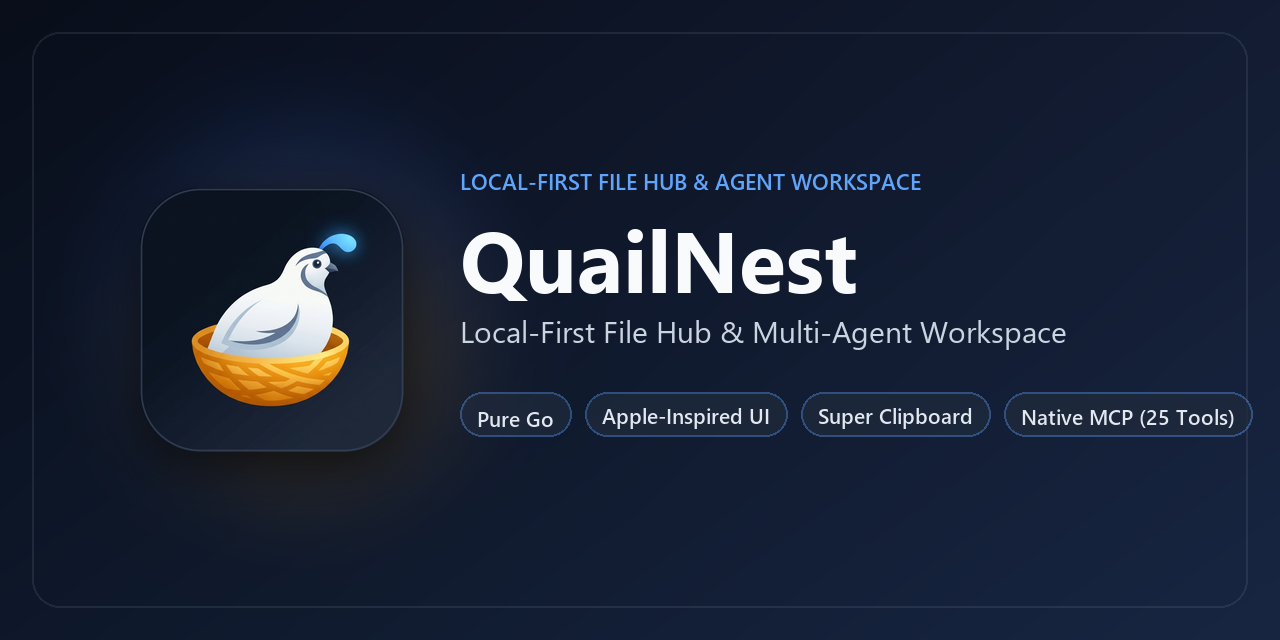 LOCAL-FIRST FILE HUB & AGENT WORKSPACE
QuailNest
Local-First File Hub & Multi-Agent Workspace
Pure Go Apple-Inspired UI Super Clipboard Native MCP (25 Tools)